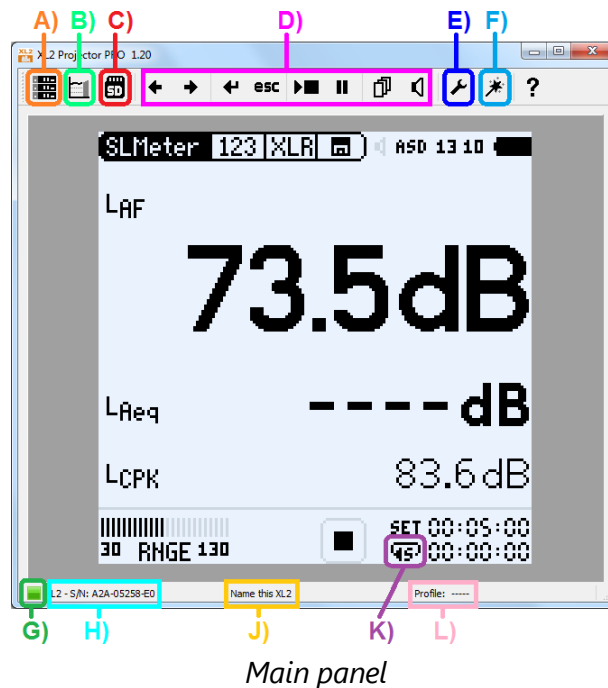 A) B) C) D) E) F)
XL2 Projector PRO 1.20
SD esc ?
SLMeter 123 XLR ASD 13 10
LAF
73.5dB
LAeq ----dB
LCPK 83.6dB
SET 00:05:00
30 RNGE 130 45 00:00:00
L2 - S/N: A2A-05258-E0 Name this XL2 Profile: -----
G) H) J) K) L)
Main panel